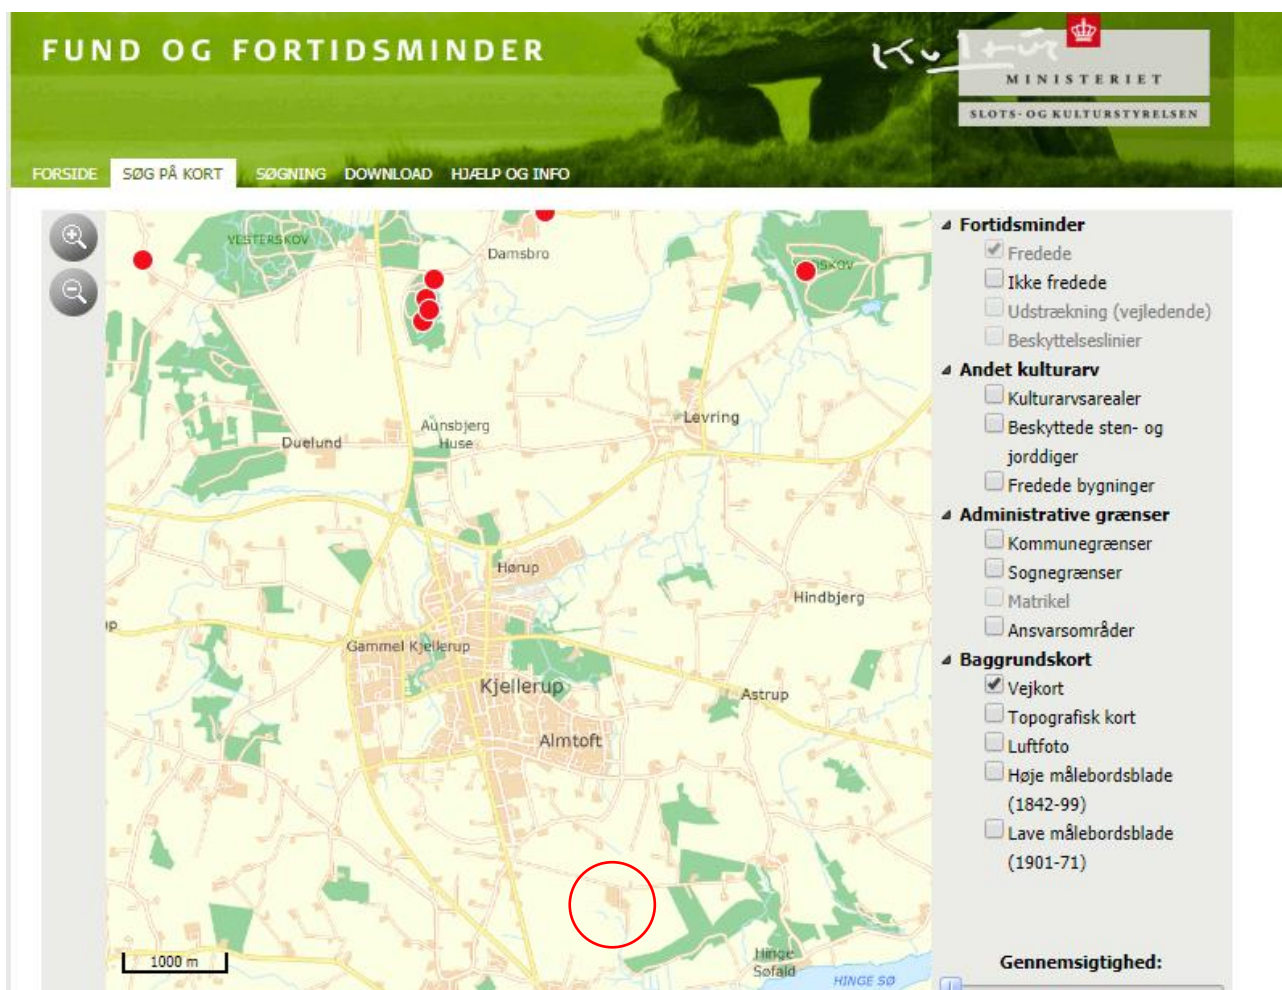 FUND OG FORTIDSMINDER
Kultur
MINISTERIET
SLOTS- OG KULTURSTYRELSEN
FORSIDE SØG PÅ KORT SØGNING DOWNLOAD HJÆLP OG INFO
VESTERSKOV
Damsbro
Levring
Aunsbjerg
Huse
Duelund
Hørup
Hindbjerg
Gammel Kjellerup
Kjellerup
Astrup
Almtoft
Hinge
Søfald
HINGE SØ
1000 m
Fortidsminder
Fredede
Ikke fredede
Udstrækning (vejledende)
Beskyttelseslinier
Andet kulturarv
Kulturarvsarealer
Beskyttede sten- og
jorddiger
Fredede bygninger
Administrative grænser
Kommunegrænser
Sognegrænser
Matrikel
Ansvarsområder
Baggrundskort
Vejkort
Topografisk kort
Luftfoto
Høje målebordsblade
(1842-99)
Lave målebordsblade
(1901-71)
Gennemsigtighed: